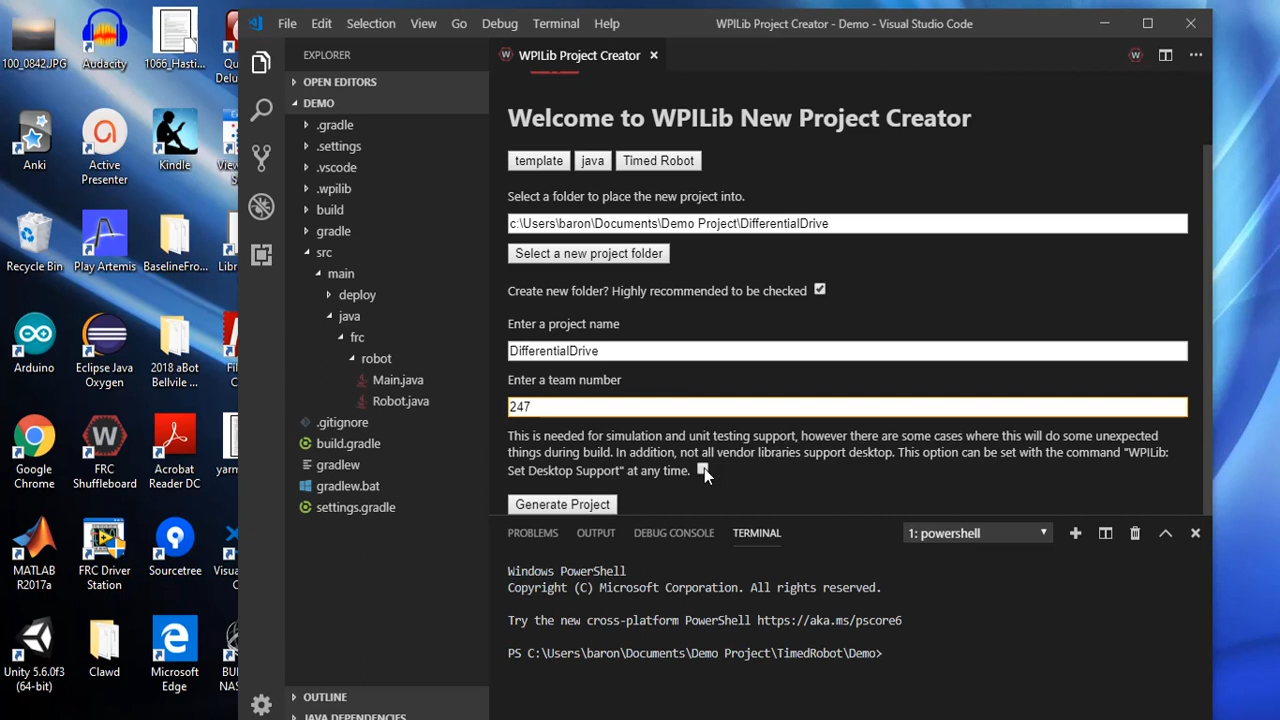 File Edit Selection View Go Debug Terminal Help
WPILib Project Creator - Demo - Visual Studio Code
EXPLORER
OPEN EDITORS
DEMO
.gradle
.settings
.vscode
.wpilib
build
gradle
src
main
deploy
java
frc
robot
Main.java
Robot.java
.gitignore
build.gradle
gradlew
gradlew.bat
settings.gradle
OUTLINE
JAVA DEPENDENCIES
WPILib Project Creator
Welcome to WPILib New Project Creator
template java Timed Robot
Select a folder to place the new project into.
c:\Users\baron\Documents\Demo Project\DifferentialDrive
Select a new project folder
Create new folder? Highly recommended to be checked
Enter a project name
DifferentialDrive
Enter a team number
247
This is needed for simulation and unit testing support, however there are some cases where this will do some unexpected
things during build. In addition, not all vendor libraries support desktop. This option can be set with the command "WPILib:
Set Desktop Support" at any time.
Generate Project
PROBLEMS OUTPUT DEBUG CONSOLE TERMINAL
1: powershell
Windows PowerShell
Copyright (C) Microsoft Corporation. All rights reserved.
Try the new cross-platform PowerShell https://aka.ms/pscore6
PS C:\Users\baron\Documents\Demo Project\TimedRobot\Demo>
100_0842.JPG
Audacity
1066_Hasti...
Anki
Active
Presenter
Kindle
Recycle Bin
Play Artemis
BaselineFro...
Arduino
Eclipse Java
Oxygen
2018 aBot
Bellvile ...
Google
Chrome
FRC
Configurator
Acrobat
Reader DC
MATLAB
R2017a
FRC Driver
Station
Sourcetree
Unity 5.6.0f3
(64-bit)
Clawd
Microsoft
Edge